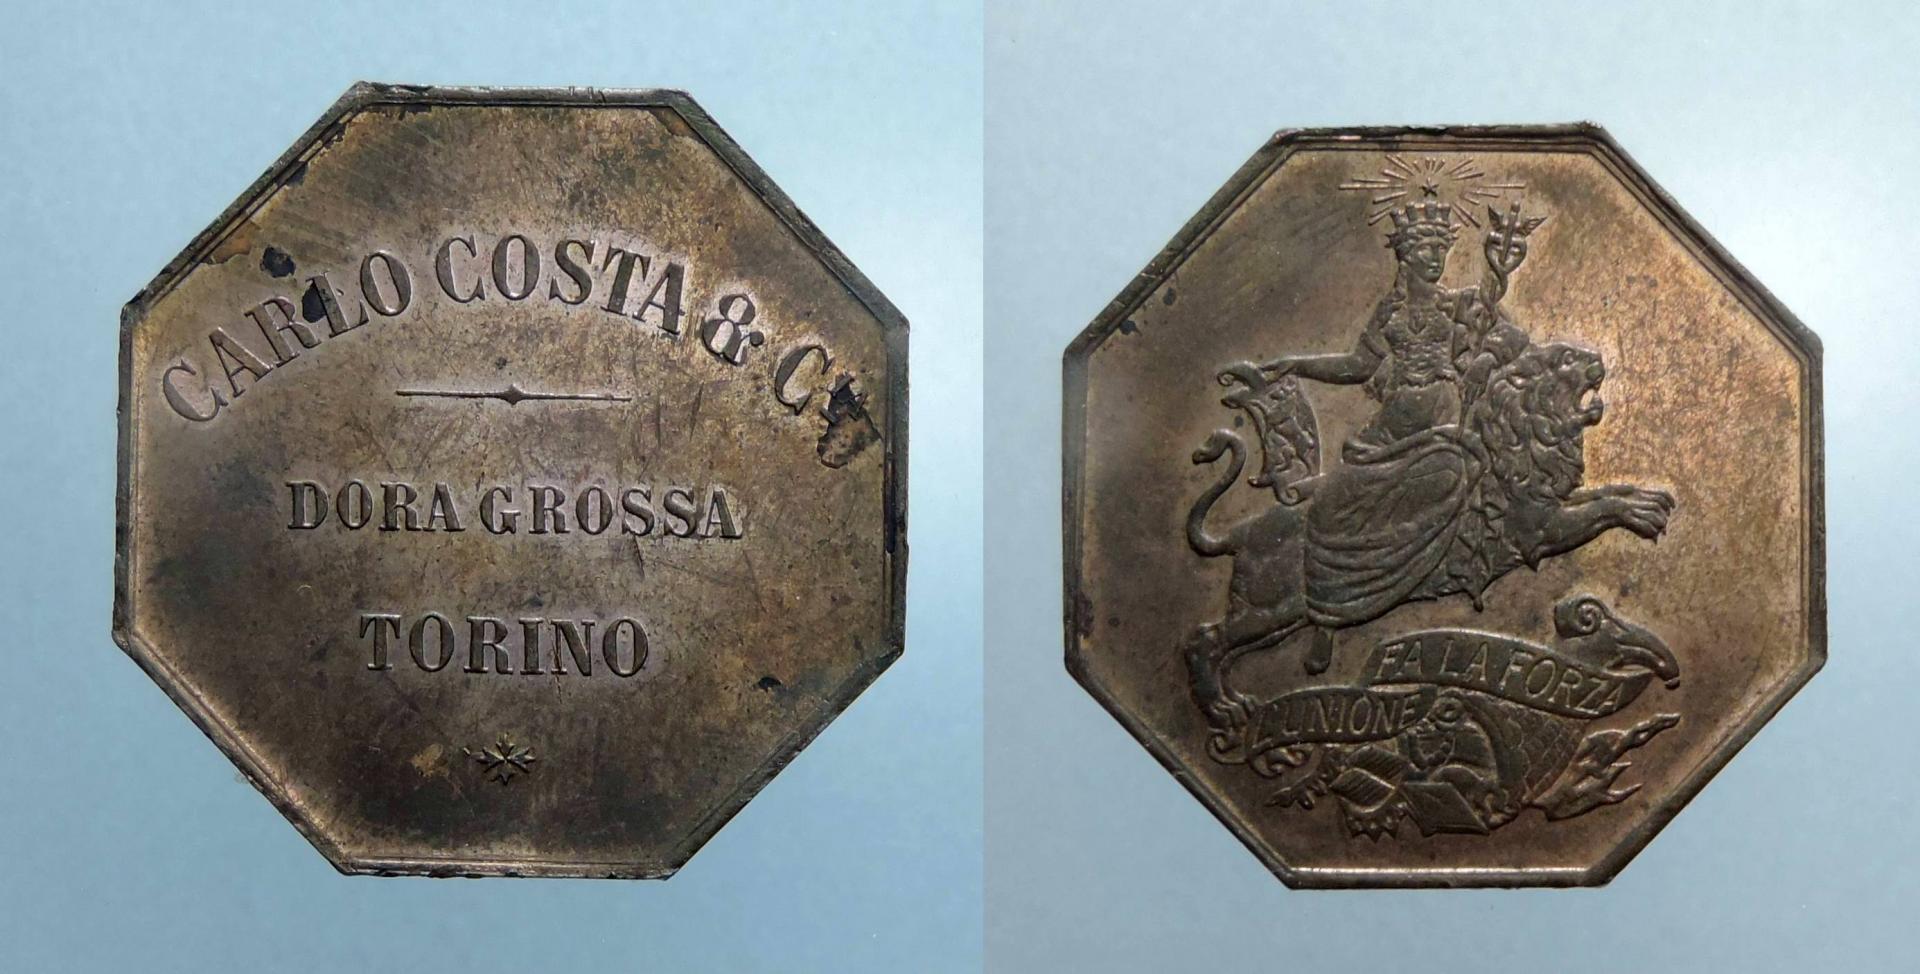 CARLO COSTA & C.
DORA GROSSA
TORINO
L'UNIONE
FA LA FORZA